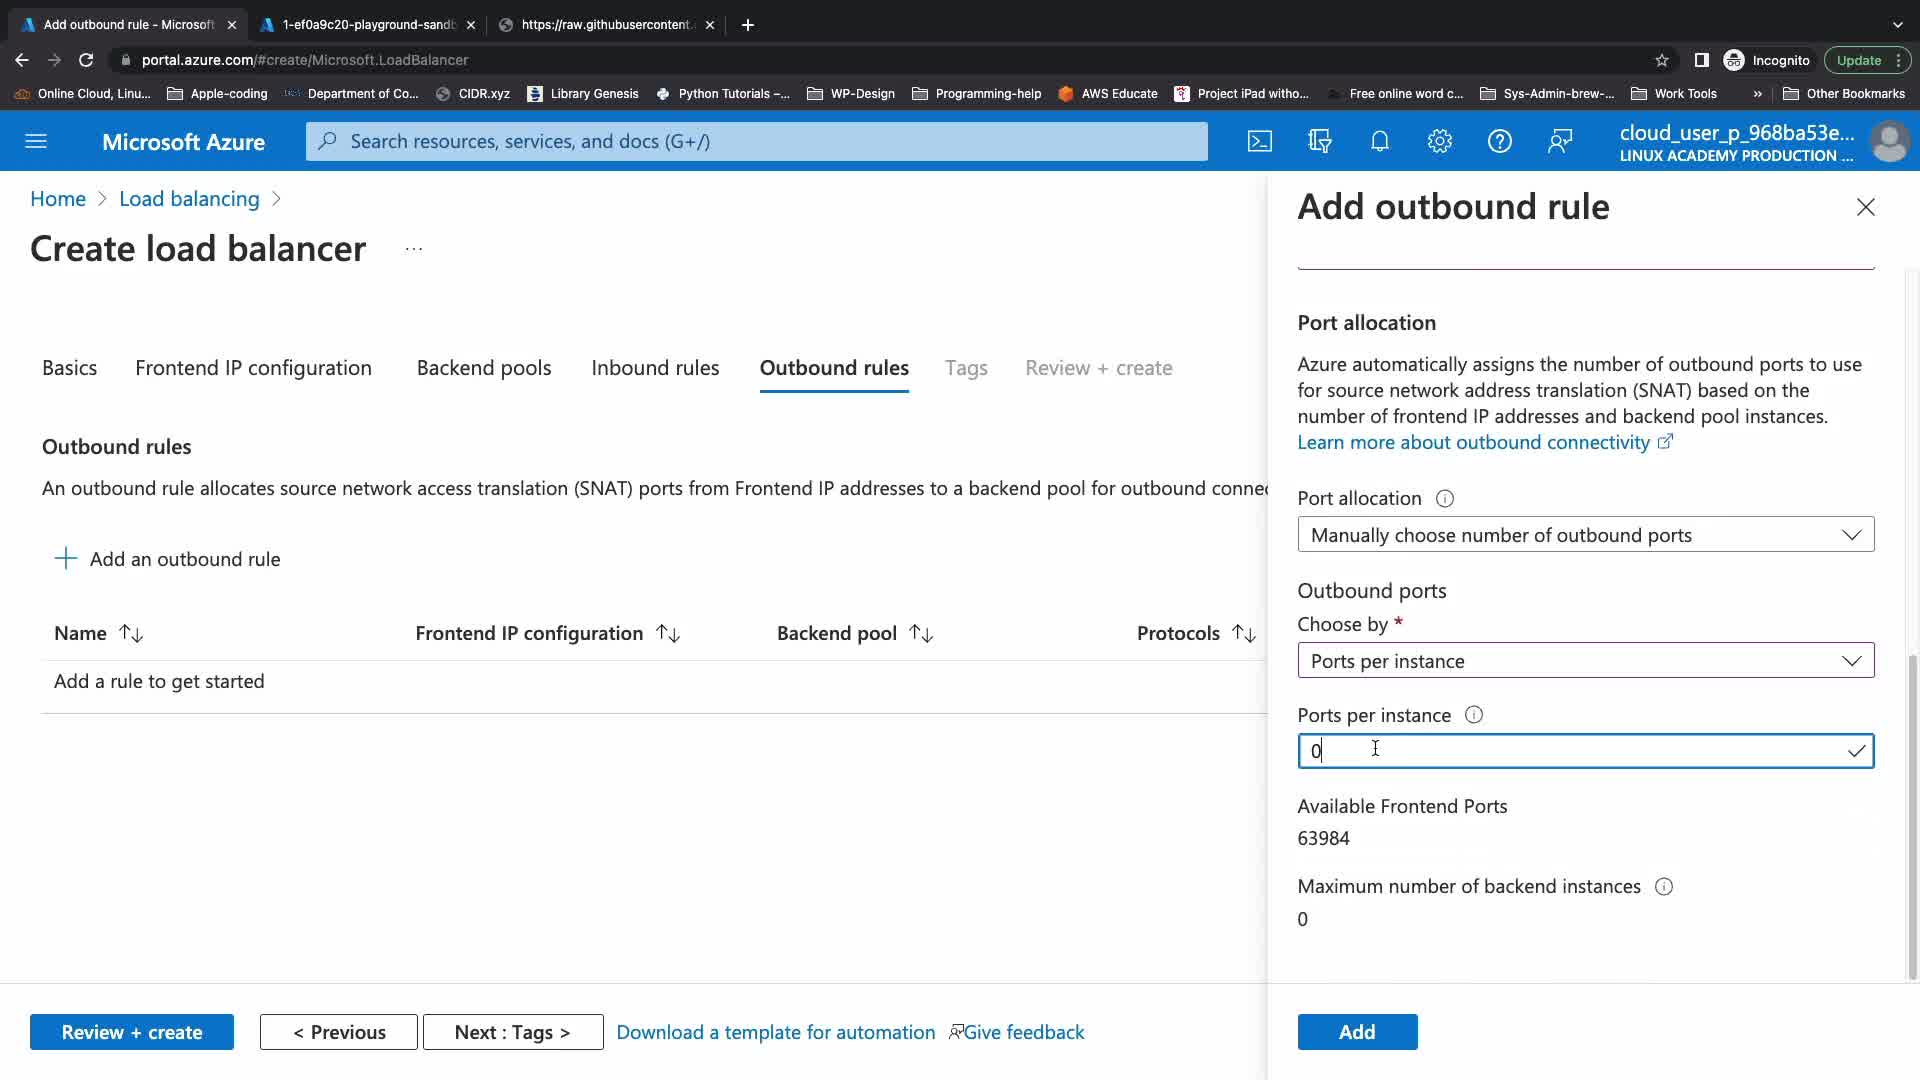 Add outbound rule - Microsoft
1-ef0a9c20-playground-sandb
https://raw.githubusercontent.
portal.azure.com/#create/Microsoft.LoadBalancer
Incognito
Update
Online Cloud, Linu...
Apple-coding
Department of Co...
CIDR.xyz
Library Genesis
Python Tutorials –...
WP-Design
Programming-help
AWS Educate
Project iPad witho...
Free online word c...
Sys-Admin-brew-...
Work Tools
»
Other Bookmarks
Microsoft Azure
Search resources, services, and docs (G+/)
cloud_user_p_968ba53e...
LINUX ACADEMY PRODUCTION ...
Home > Load balancing >
Create load balancer ...
Basics
Frontend IP configuration
Backend pools
Inbound rules
Outbound rules
Tags
Review + create
Outbound rules
An outbound rule allocates source network access translation (SNAT) ports from Frontend IP addresses to a backend pool for outbound connec
Add an outbound rule
Name
Frontend IP configuration
Backend pool
Protocols
Add a rule to get started
Review + create
< Previous
Next : Tags >
Download a template for automation
Give feedback
Add outbound rule
Port allocation
Azure automatically assigns the number of outbound ports to use
for source network address translation (SNAT) based on the
number of frontend IP addresses and backend pool instances.
Learn more about outbound connectivity
Port allocation
Manually choose number of outbound ports
Outbound ports
Choose by *
Ports per instance
Ports per instance
0
Available Frontend Ports
63984
Maximum number of backend instances
0
Add